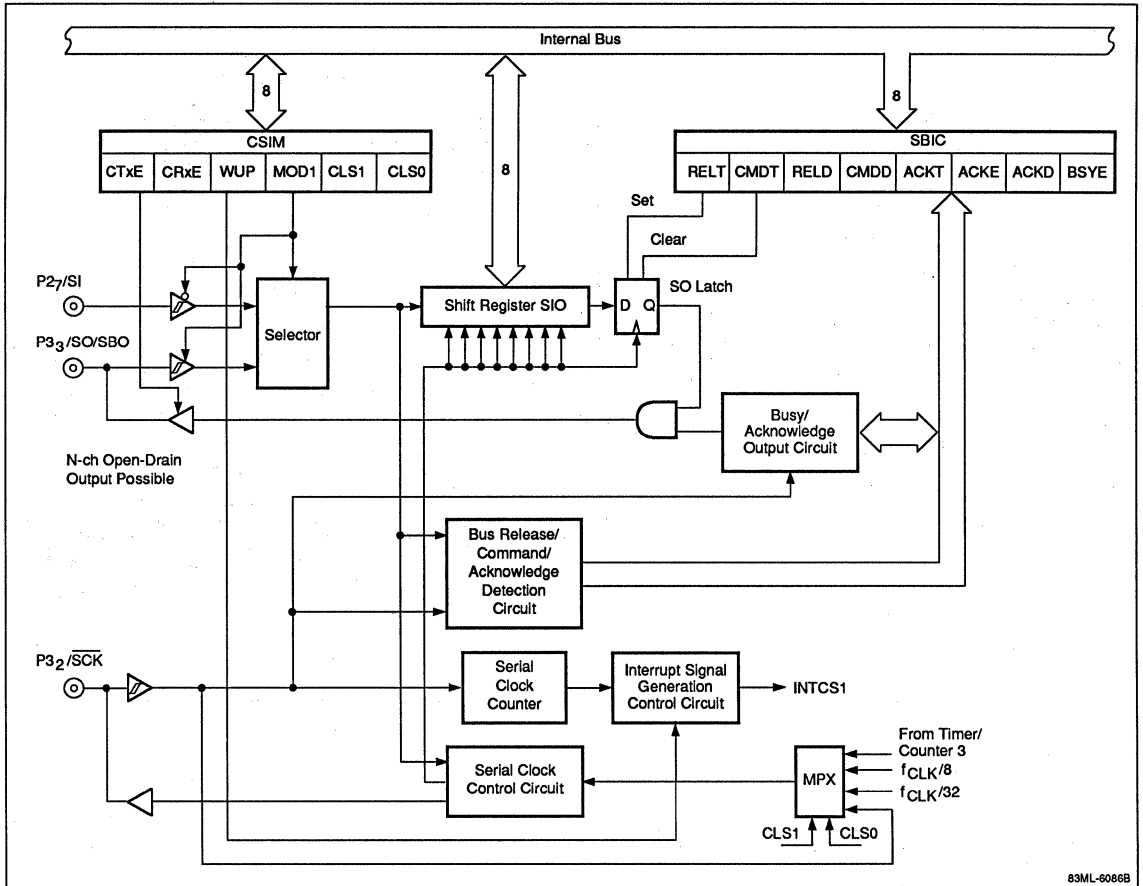 Internal Bus
8
8
8
CSIM
CTxE CRxE WUP MOD1 CLS1 CLS0
SBIC
RELT CMDT RELD CMDD ACKT ACKE ACKD BSYE
Set
Clear
SO Latch
P27/SI
P33/SO/SBO
Selector
Shift Register SIO
D Q
N-ch Open-Drain
Output Possible
Busy/
Acknowledge
Output Circuit
Bus Release/
Command/
Acknowledge
Detection
Circuit
P32/SCK
Serial
Clock
Counter
Interrupt Signal
Generation
Control Circuit
INTCS1
Serial Clock
Control Circuit
MPX
From Timer/
Counter 3
fCLK/8
fCLK/32
CLS1 CLS0
83ML-6086B